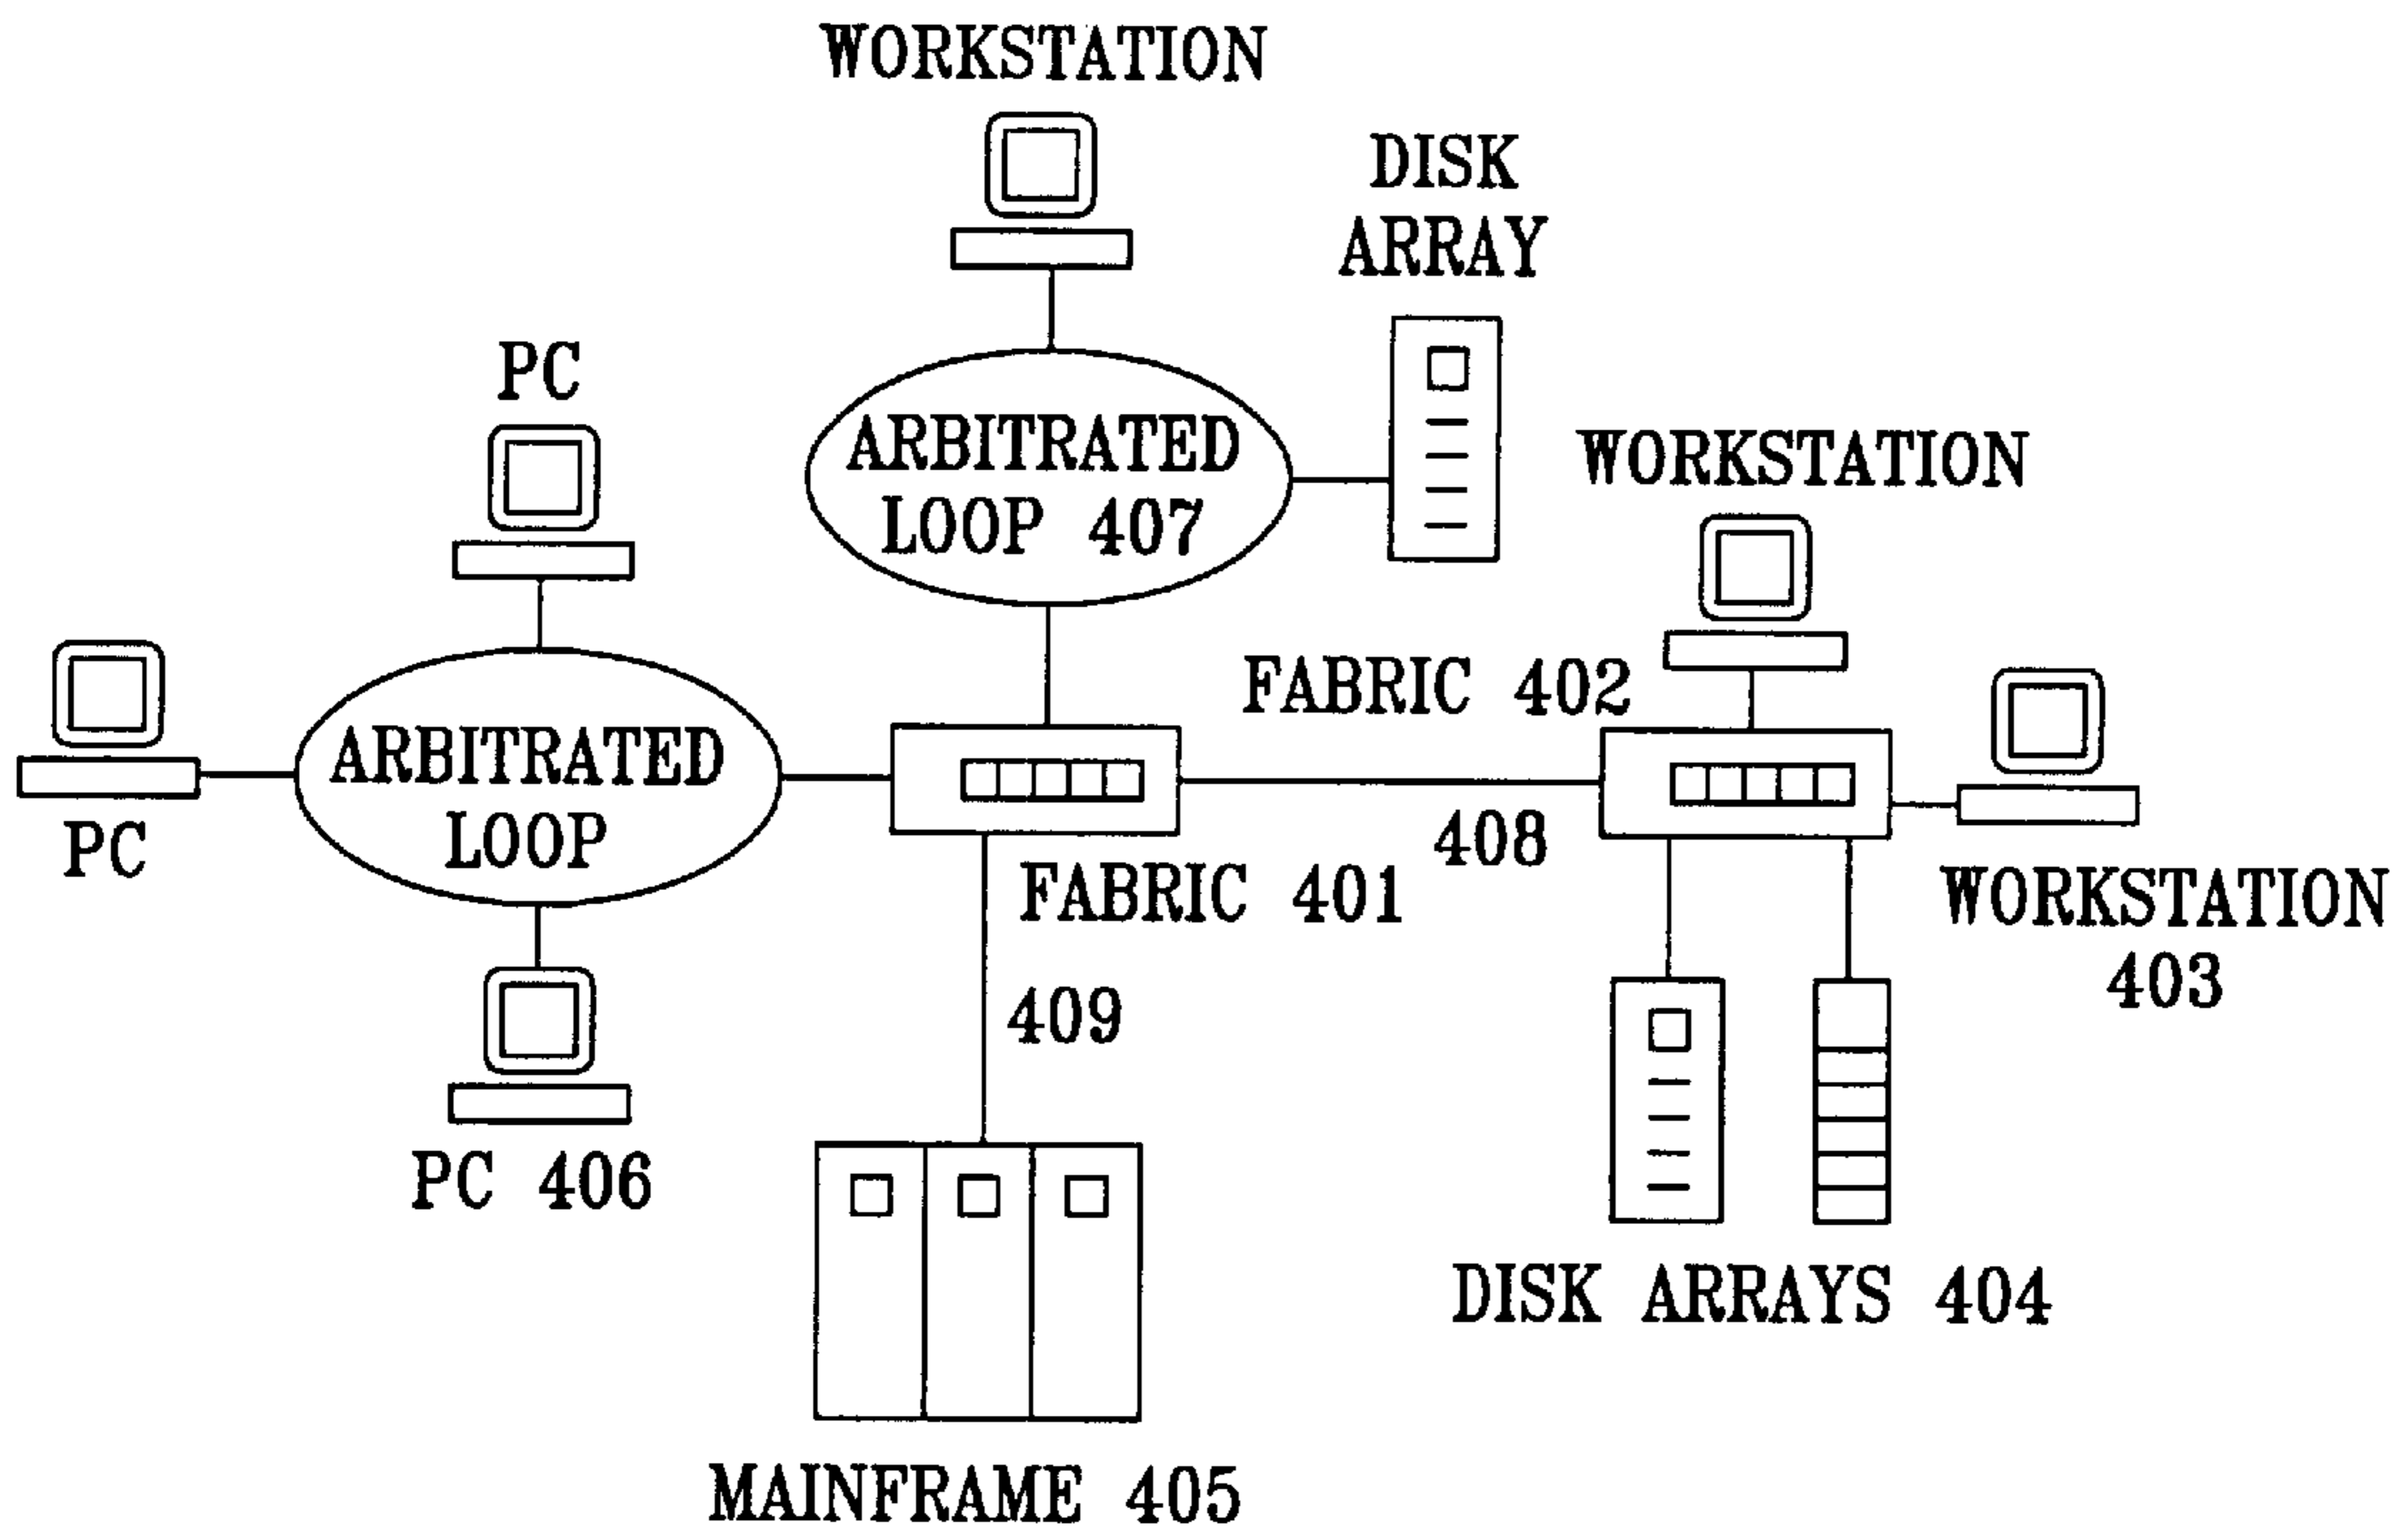 WORKSTATION
DISK
ARRAY
PC
ARBITRATED
LOOP 407
WORKSTATION
FABRIC 402
ARBITRATED
LOOP
PC
408
FABRIC 401
WORKSTATION
403
409
PC 406
DISK ARRAYS 404
MAINFRAME 405